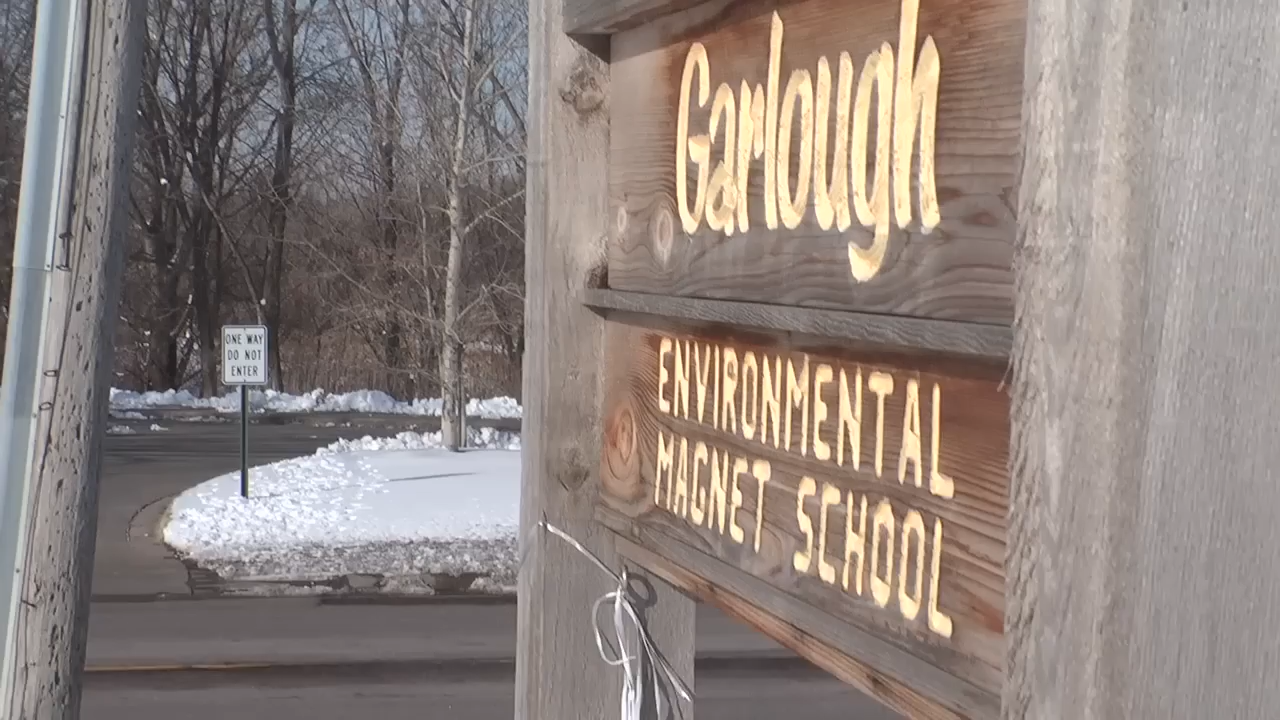 Garlough
ENVIRONMENTAL
MAGNET SCHOOL
ONE WAY
DO NOT
ENTER